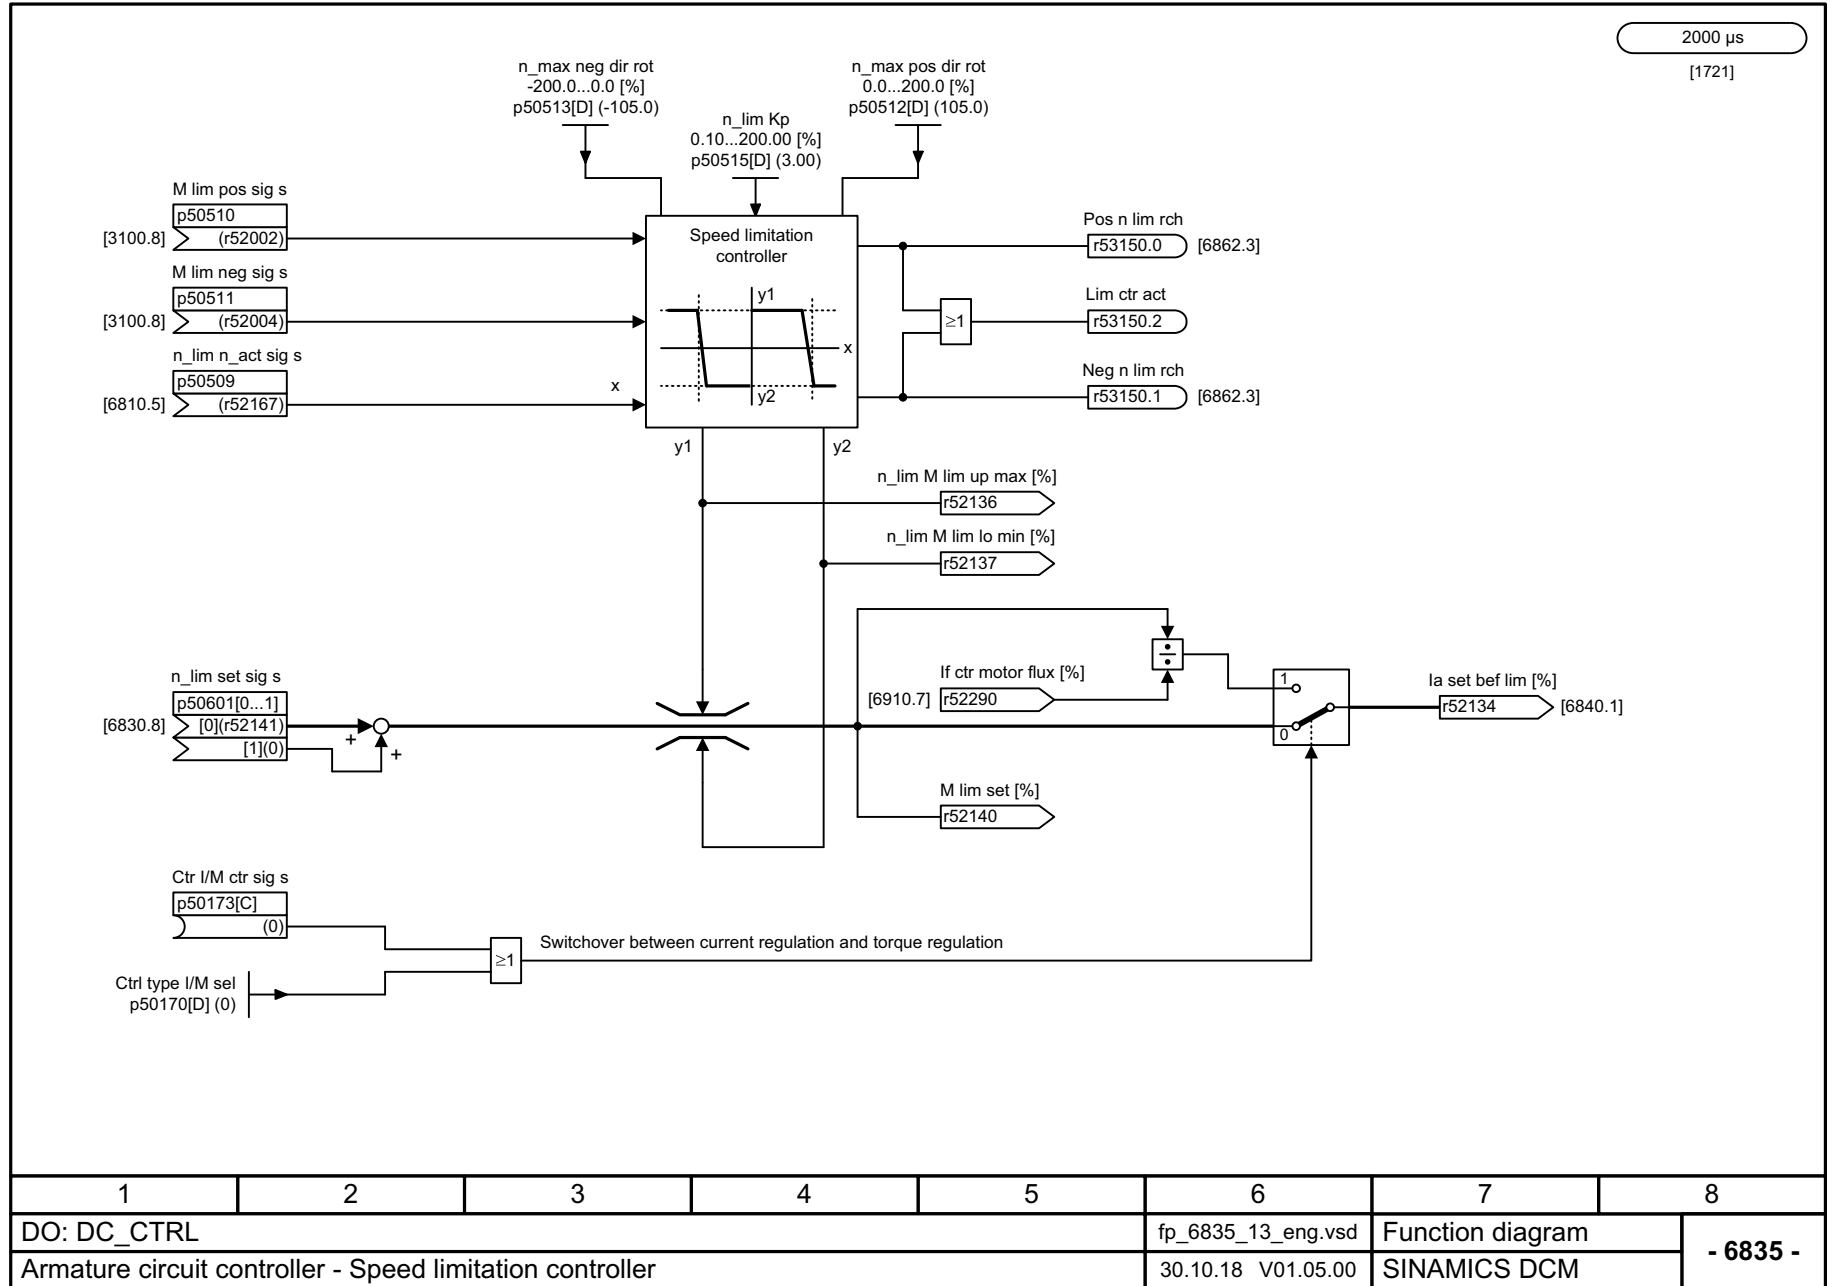 2000 µs
[1721]
n_max neg dir rot
-200.0...0.0 [%]
p50513[D] (-105.0)
n_max pos dir rot
0.0...200.0 [%]
p50512[D] (105.0)
n_lim Kp
0.10...200.00 [%]
p50515[D] (3.00)
M lim pos sig s
p50510
[3100.8] (r52002)
M lim neg sig s
p50511
[3100.8] (r52004)
n_lim n_act sig s
p50509
[6810.5] (r52167)
x
Speed limitation
controller
y1
x
y2
Pos n lim rch
r53150.0 [6862.3]
Lim ctr act
≥1
r53150.2
Neg n lim rch
r53150.1 [6862.3]
y1
y2
n_lim M lim up max [%]
r52136
n_lim M lim lo min [%]
r52137
n_lim set sig s
p50601[0...1]
[6830.8] [0](r52141)
[1](0)
+
+
If ctr motor flux [%]
[6910.7] r52290
÷
1
0
Ia set bef lim [%]
r52134 [6840.1]
M lim set [%]
r52140
Ctr I/M ctr sig s
p50173[C]
(0)
Ctrl type I/M sel
p50170[D] (0)
≥1
Switchover between current regulation and torque regulation
1 2 3 4 5 6 7 8
DO: DC_CTRL
fp_6835_13_eng.vsd
Function diagram
- 6835 -
Armature circuit controller - Speed limitation controller
30.10.18 V01.05.00
SINAMICS DCM